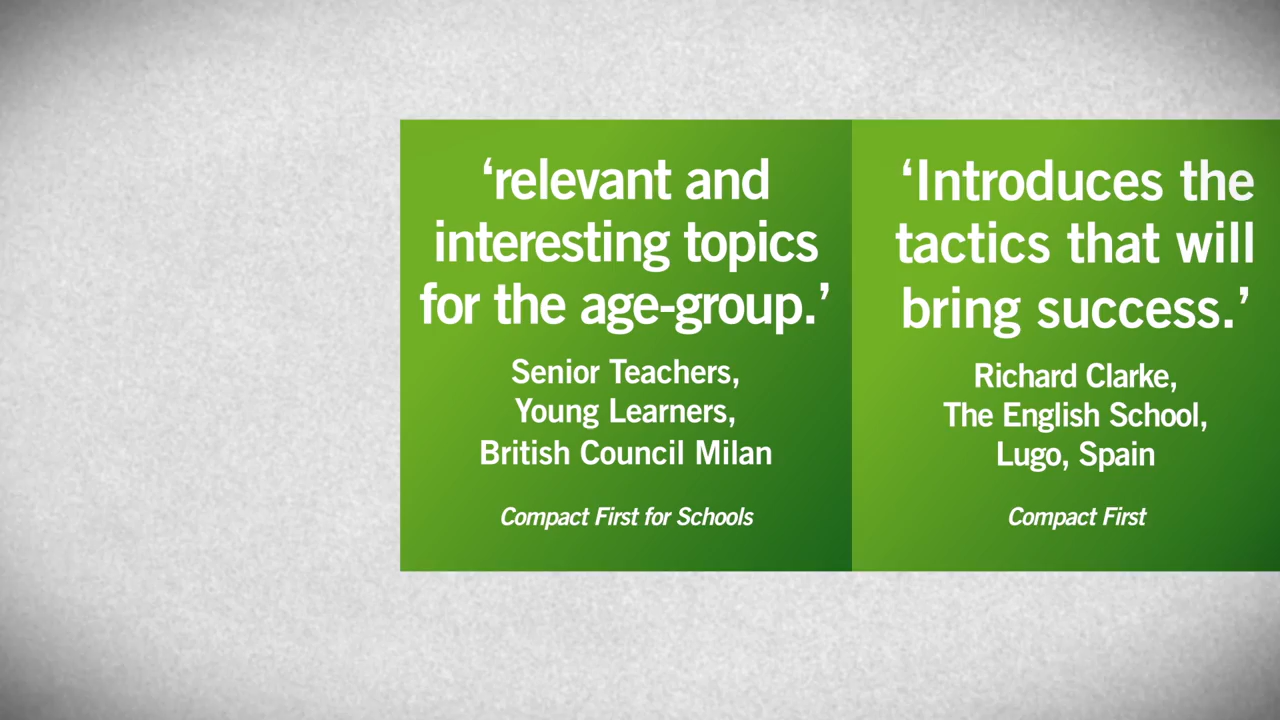 ‘relevant and
interesting topics
for the age-group.’
Senior Teachers,
Young Learners,
British Council Milan
Compact First for Schools
‘Introduces the
tactics that will
bring success.’
Richard Clarke,
The English School,
Lugo, Spain
Compact First